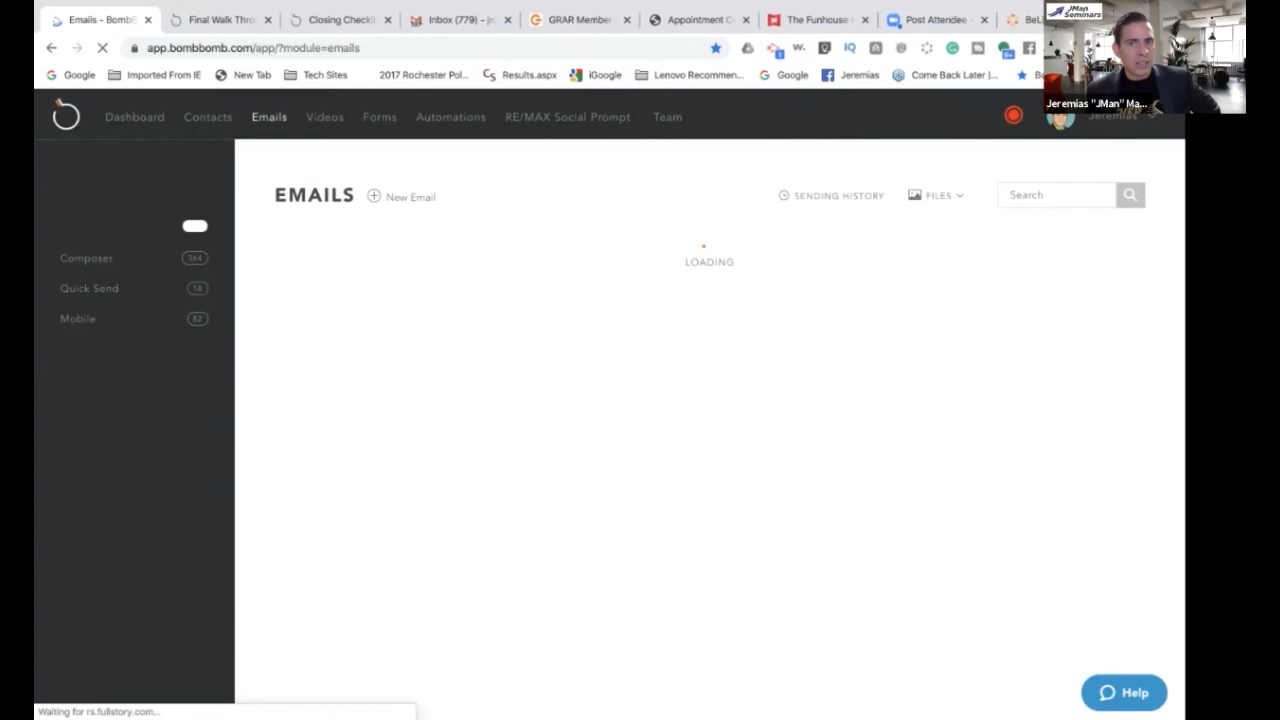 Emails - BombB
Final Walk Thro
Closing Checkl
Inbox (779) - j
GRAR Member
Appointment C
The Funhouse
Post Attendee -
app.bombbomb.com/app/?module=emails
Google
Imported From IE
New Tab
Tech Sites
2017 Rochester Pol...
Results.aspx
iGoogle
Lenovo Recommen...
Google
Jeremias
Come Back Later |...
JMan
Seminars
Jeremias "JMan" Ma...
Dashboard
Contacts
Emails
Videos
Forms
Automations
RE/MAX Social Prompt
Team
Jeremias
EMAILS
New Email
SENDING HISTORY
FILES
Search
Composer
364
Quick Send
18
Mobile
82
LOADING
Help
Waiting for rs.fullstory.com...